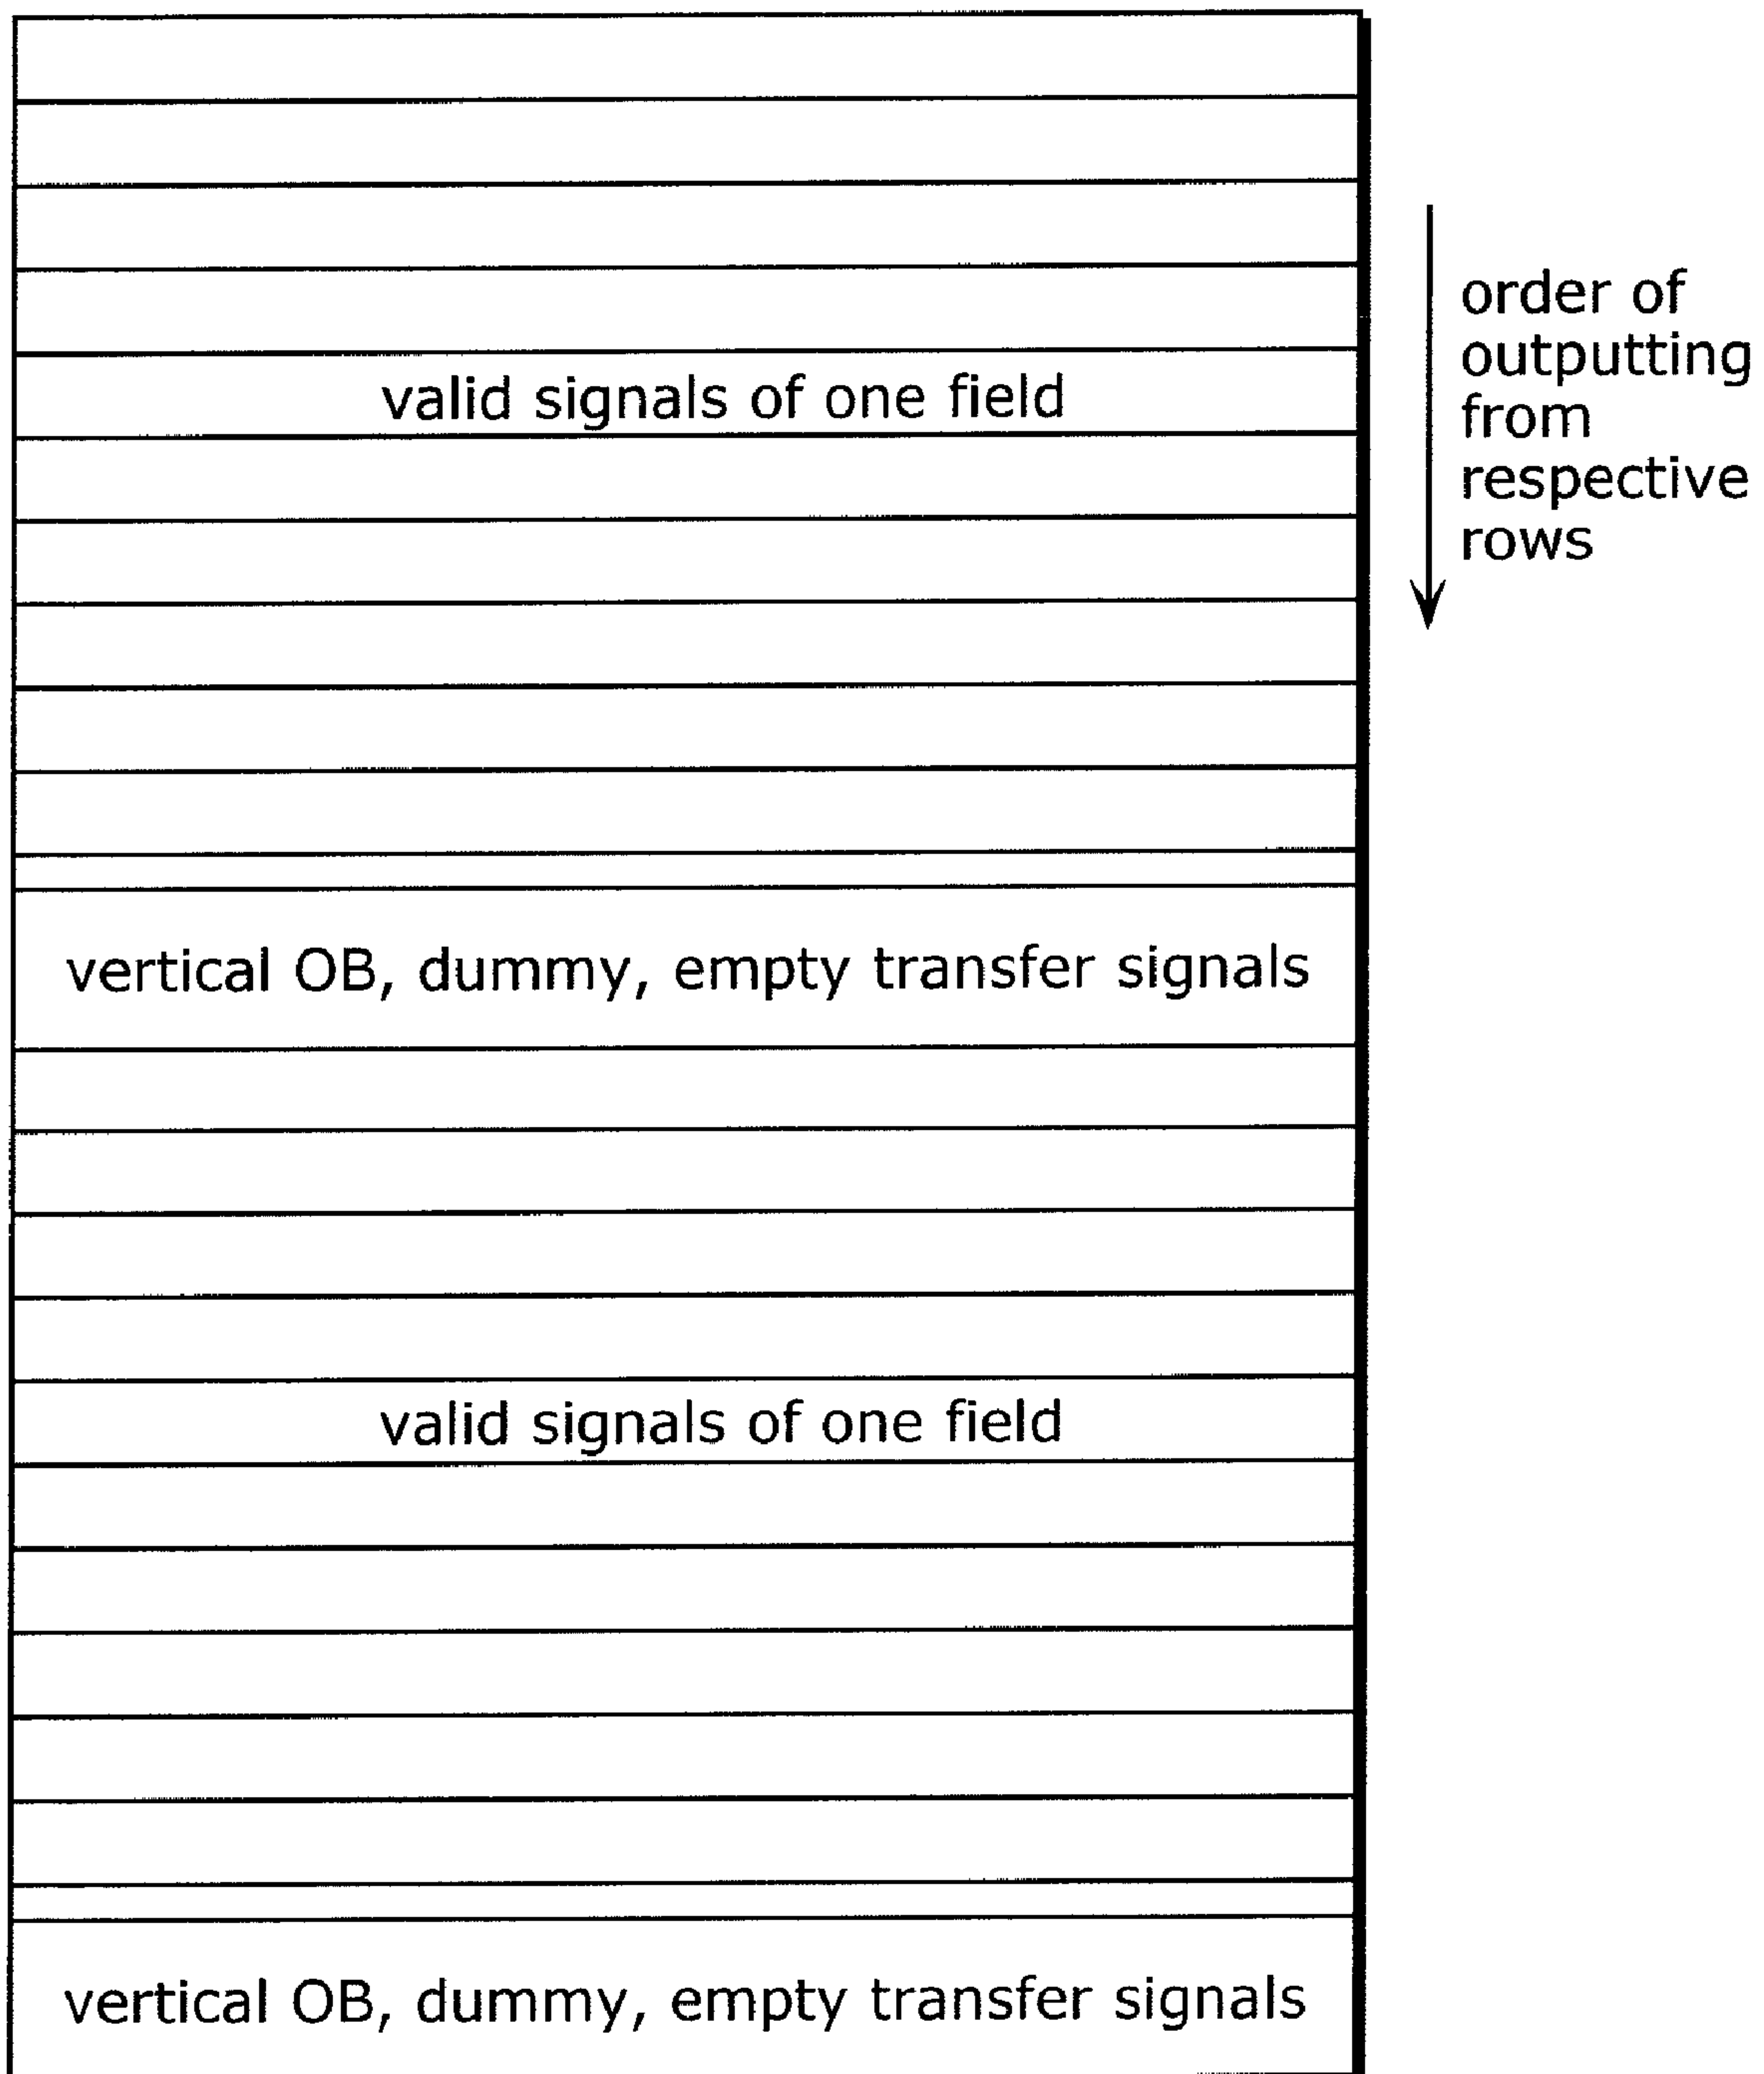 order of
outputting
from
respective
rows
valid signals of one field
vertical OB, dummy, empty transfer signals
valid signals of one field
vertical OB, dummy, empty transfer signals